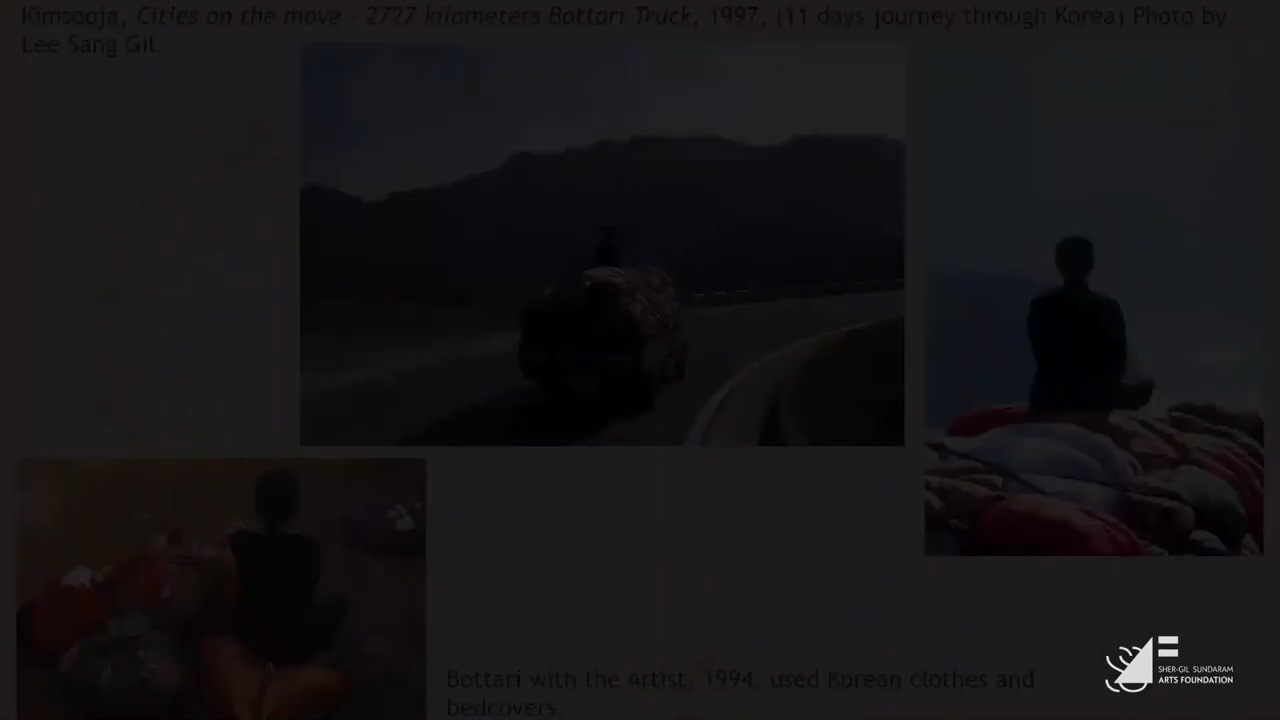 Kimsooja, Cities on the move - 2727 kilometers Bottari Truck, 1997, (11 days journey through Korea) Photo by
Lee Sang Gil
Bottari with the Artist, 1994, used Korean clothes and
bedcovers.
SHER-GIL SUNDARAM
ARTS FOUNDATION